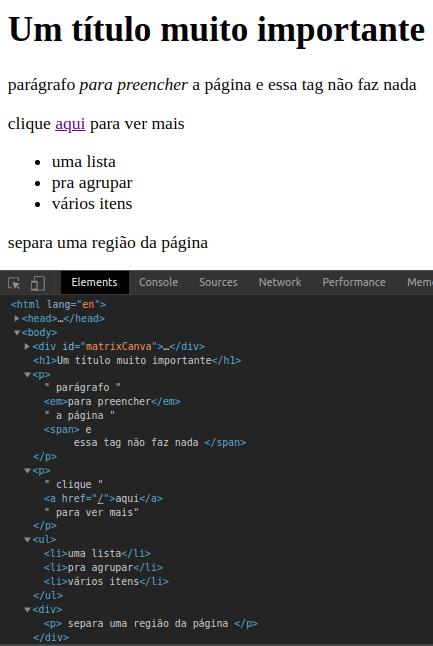 Um título muito importante
parágrafo para preencher a página e essa tag não faz nada
clique aqui para ver mais
• uma lista
• pra agrupar
• vários itens
separa uma região da página
Elements Console Sources Network Performance Mem
<html lang="en">
<head>…</head>
<body>
<div id="matrixCanva">…</div>
<h1>Um título muito importante</h1>
<p>
" parágrafo "
<em>para preencher</em>
" a página "
<span> e
essa tag não faz nada </span>
</p>
<p>
" clique "
<a href="/">aqui</a>
" para ver mais"
</p>
<ul>
<li>uma lista</li>
<li>pra agrupar</li>
<li>vários itens</li>
</ul>
<div>
<p> separa uma região da página </p>
</div>